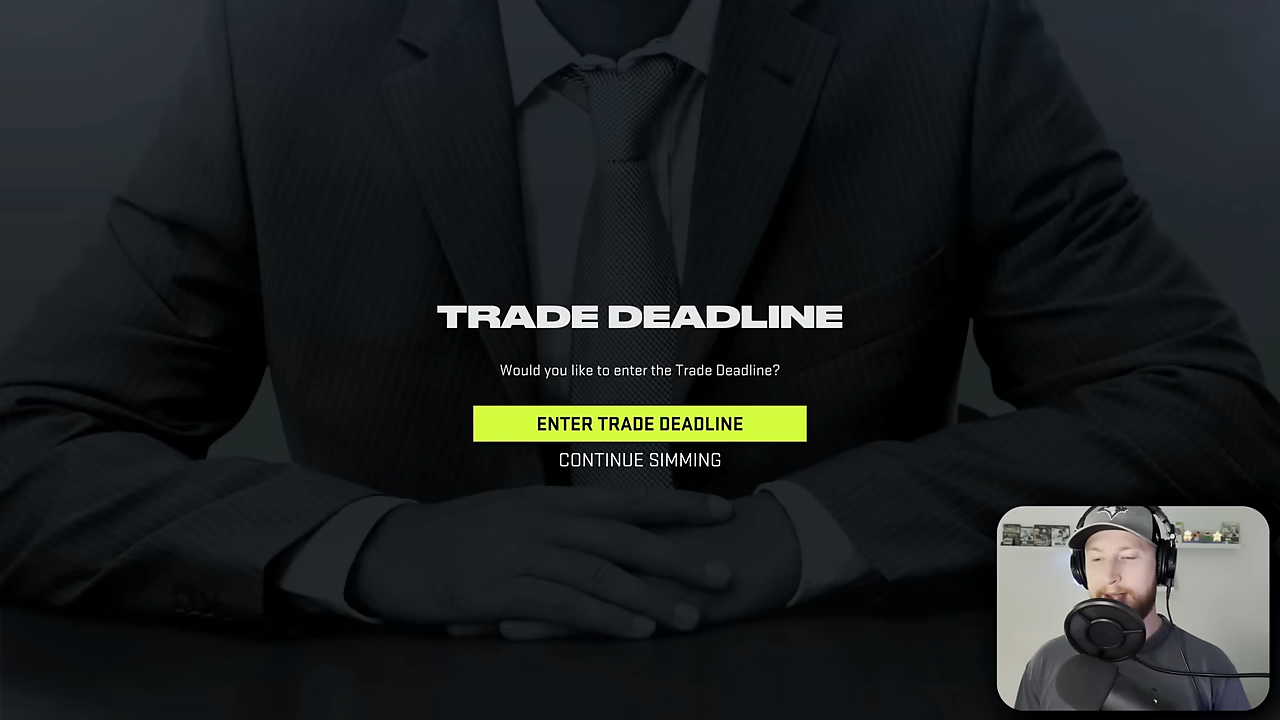 TRADE DEADLINE
Would you like to enter the Trade Deadline?
ENTER TRADE DEADLINE
CONTINUE SIMMING